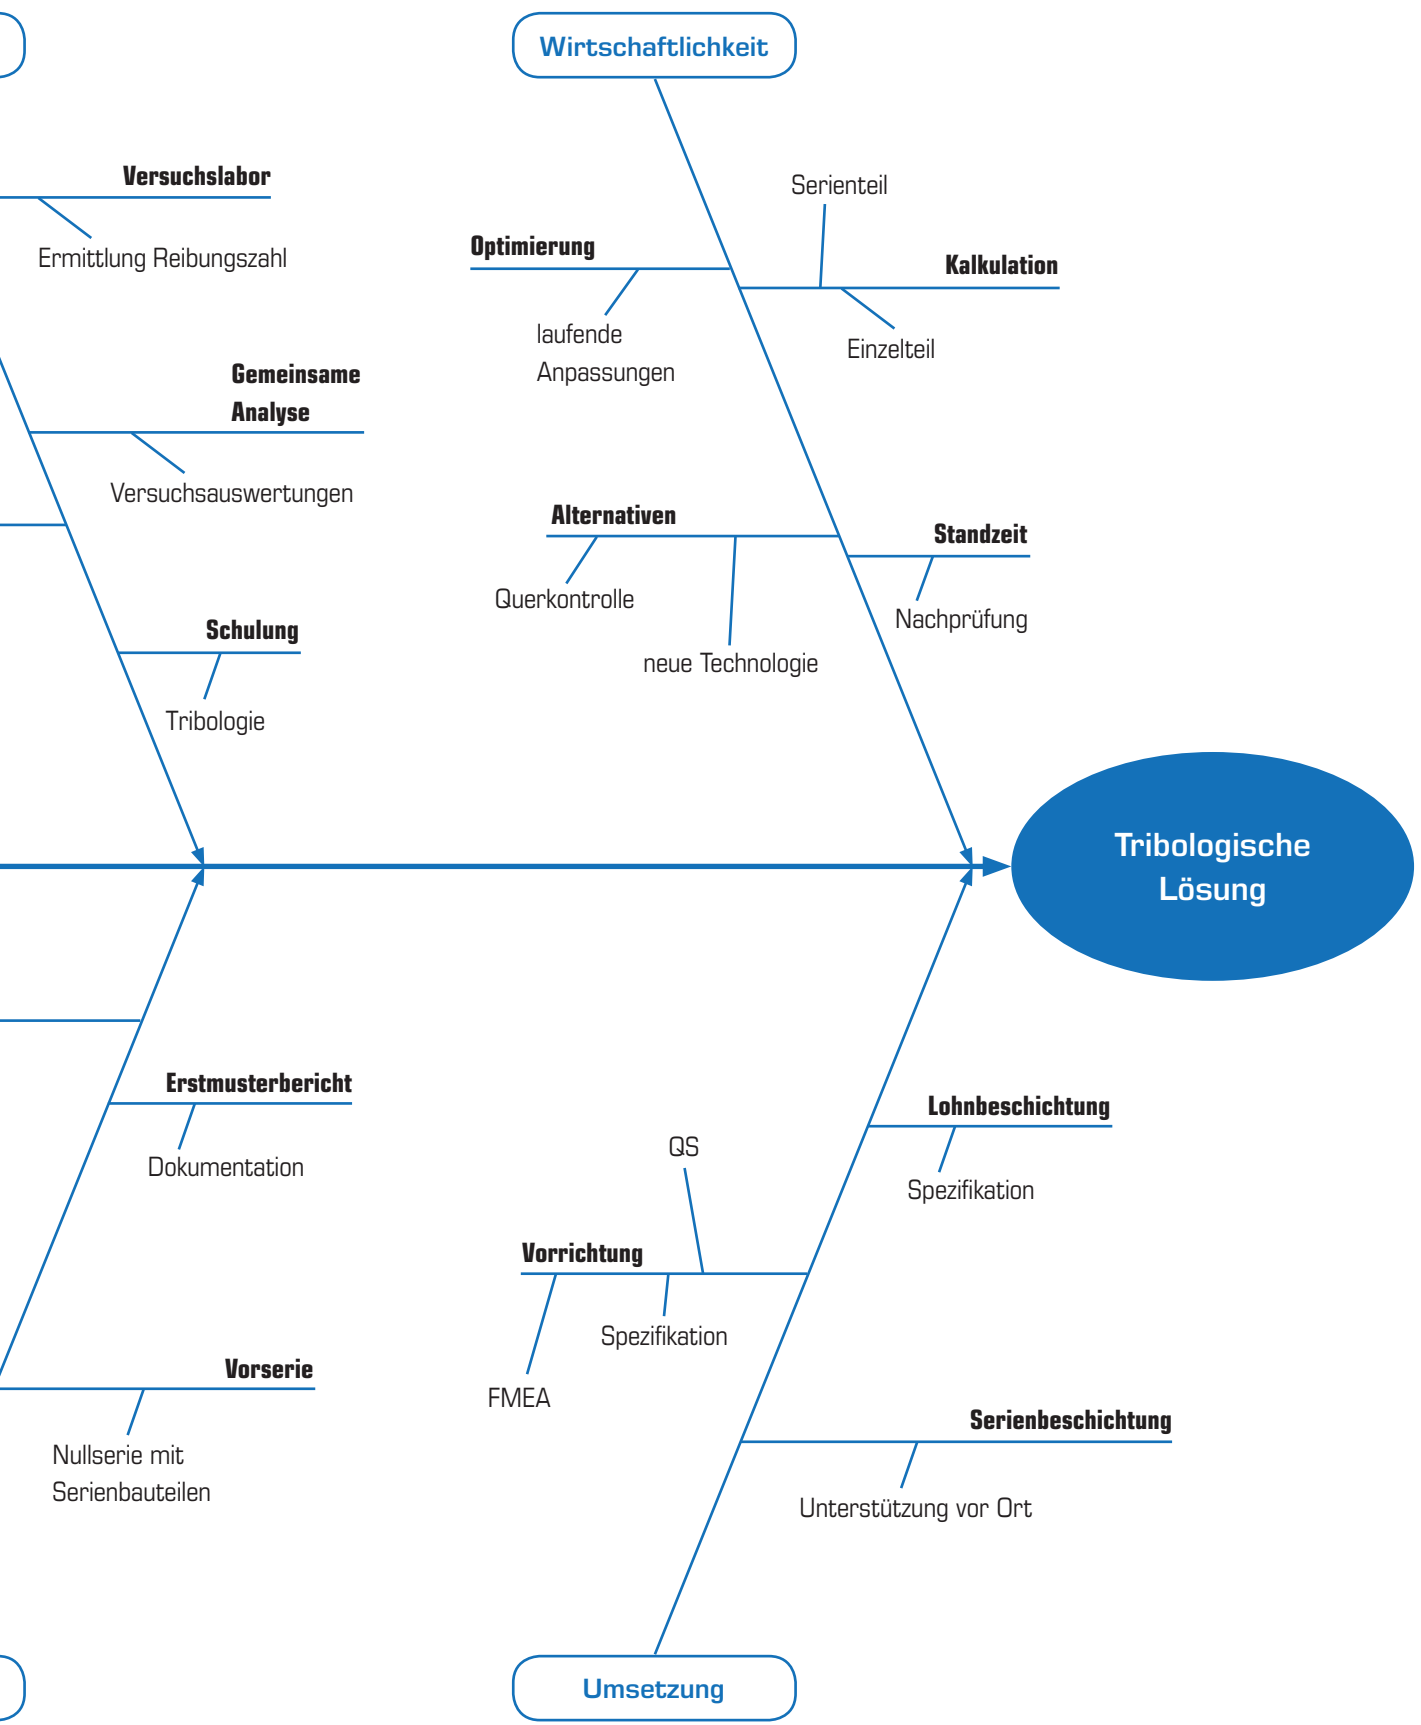 Wirtschaftlichkeit
Versuchslabor
Ermittlung Reibungszahl
Gemeinsame
Analyse
Versuchsauswertungen
Schulung
Tribologie
Optimierung
laufende
Anpassungen
Serienteil
Kalkulation
Einzelteil
Alternativen
Querkontrolle
neue Technologie
Standzeit
Nachprüfung
Tribologische
Lösung
Erstmusterbericht
Dokumentation
Vorserie
Nullserie mit
Serienbauteilen
QS
Vorrichtung
Spezifikation
FMEA
Lohnbeschichtung
Spezifikation
Serienbeschichtung
Unterstützung vor Ort
Umsetzung